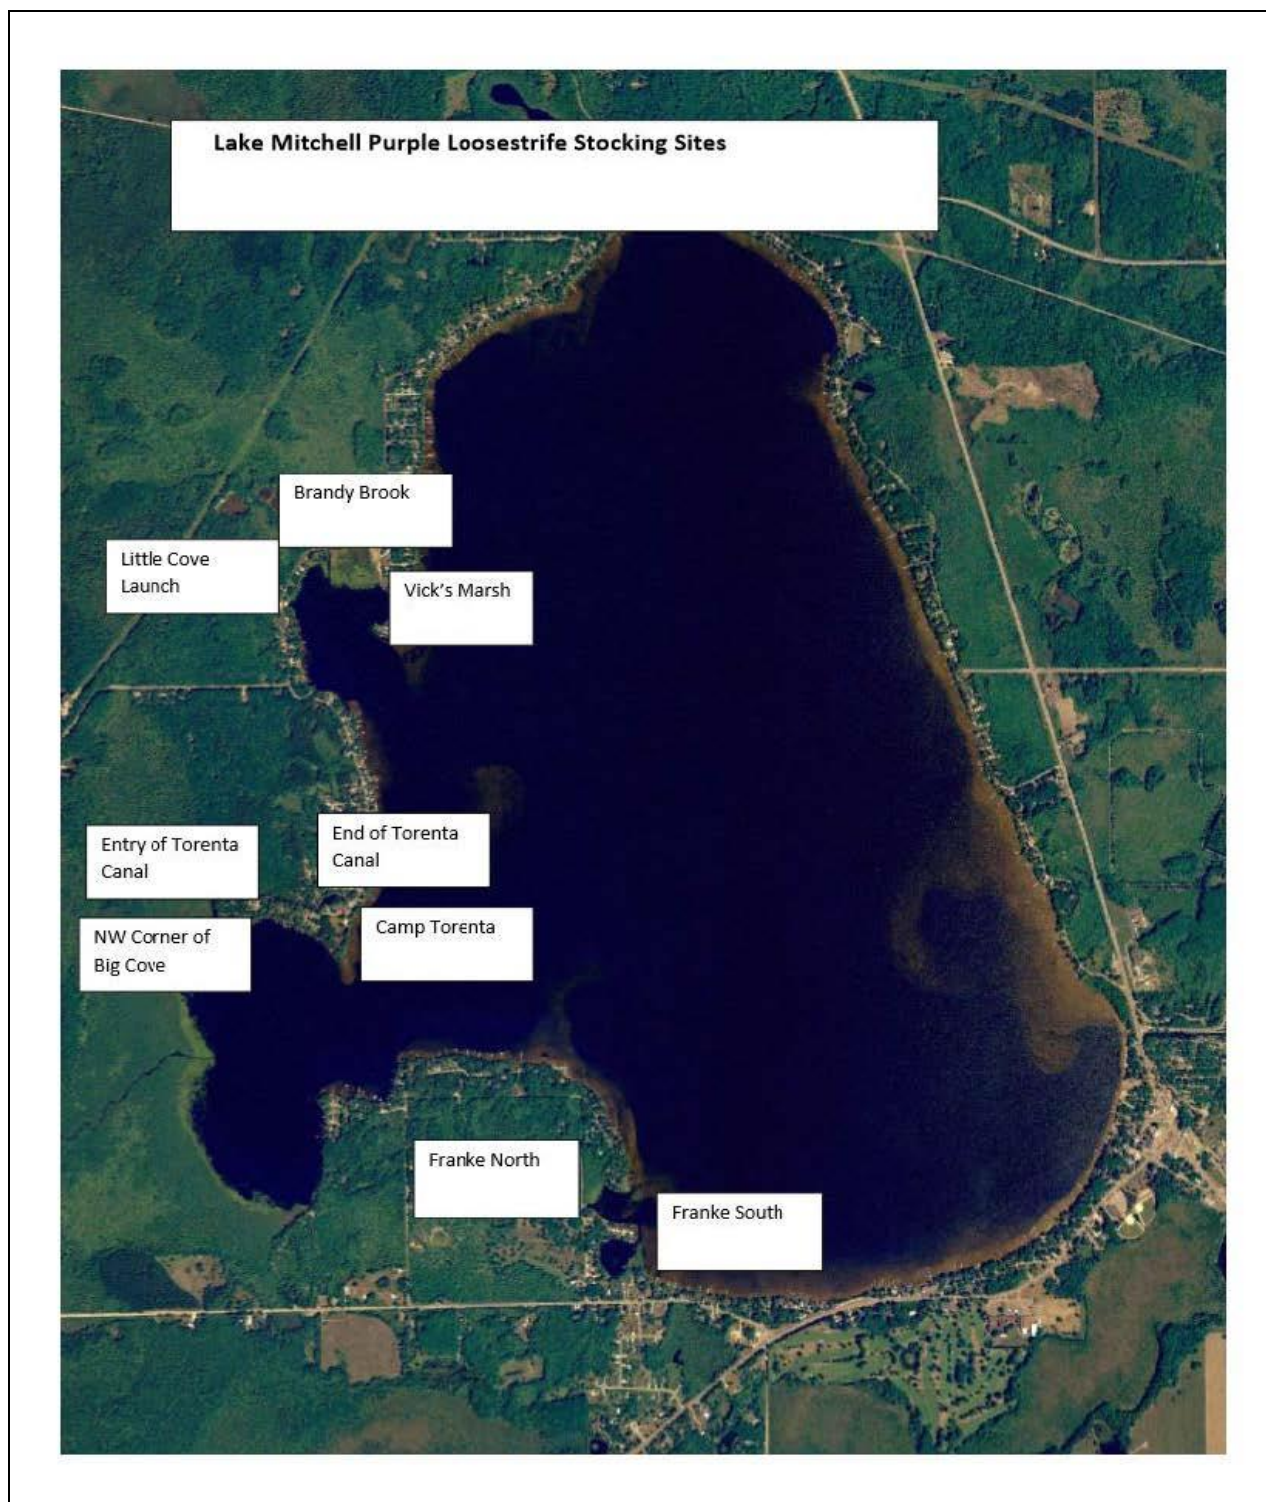 Lake Mitchell Purple Loosestrife Stocking Sites
Brandy Brook
Little Cove
Launch
Vick's Marsh
End of Torenta
Canal
Entry of Torenta
Canal
Camp Torenta
NW Corner of
Big Cove
Franke North
Franke South